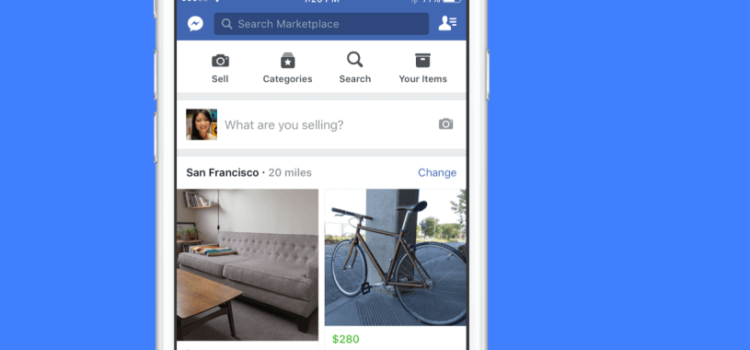 Search Marketplace
Sell Categories Search Your Items
What are you selling?
San Francisco · 20 miles Change
$280